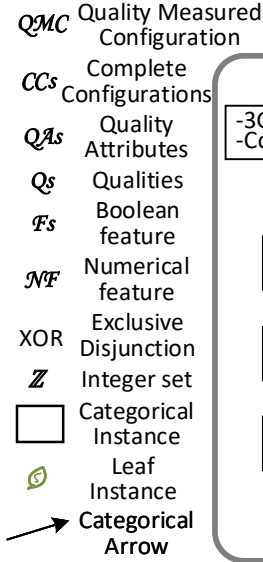 QMC Quality Measured
Configuration
CCs Complete
Configurations
QAs Quality
Attributes
Qs Qualities
Fs Boolean
feature
NF Numerical
feature
XOR Exclusive
Disjunction
Z Integer set
Categorical
Instance
Leaf
Instance
Categorical
Arrow